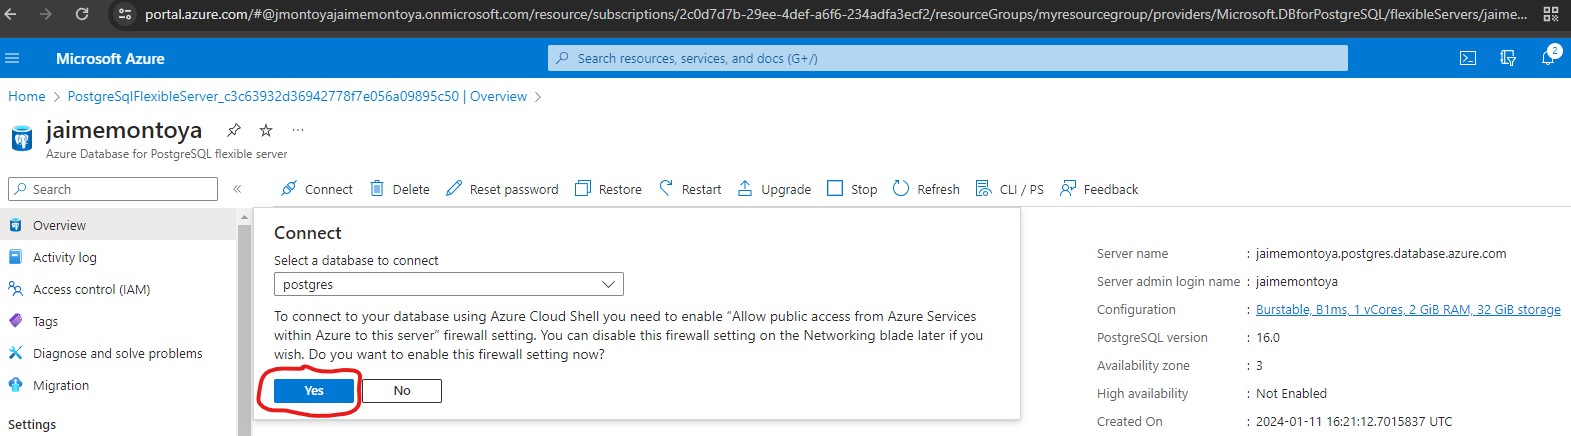 portal.azure.com/#@jmontoyajaimemontoya.onmicrosoft.com/resource/subscriptions/2c0d7d7b-29ee-4def-a6f6-234adfa3ecf2/resourceGroups/myresourcegroup/providers/Microsoft.DBforPostgreSQL/flexibleServers/jaime...
Microsoft Azure
Search resources, services, and docs (G+/)
2
Home > PostgreSqlFlexibleServer_c3c63932d36942778f7e056a09895c50 | Overview >
jaimemontoya
Azure Database for PostgreSQL flexible server
Search
Connect Delete Reset password Restore Restart Upgrade Stop Refresh CLI / PS Feedback
Overview
Activity log
Access control (IAM)
Tags
Diagnose and solve problems
Migration
Settings
Connect
Select a database to connect
postgres
To connect to your database using Azure Cloud Shell you need to enable “Allow public access from Azure Services
within Azure to this server” firewall setting. You can disable this firewall setting on the Networking blade later if you
wish. Do you want to enable this firewall setting now?
Yes No
Server name : jaimemontoya.postgres.database.azure.com
Server admin login name : jaimemontoya
Configuration : Burstable, B1ms, 1 vCores, 2 GiB RAM, 32 GiB storage
PostgreSQL version : 16.0
Availability zone : 3
High availability : Not Enabled
Created On : 2024-01-11 16:21:12.7015837 UTC